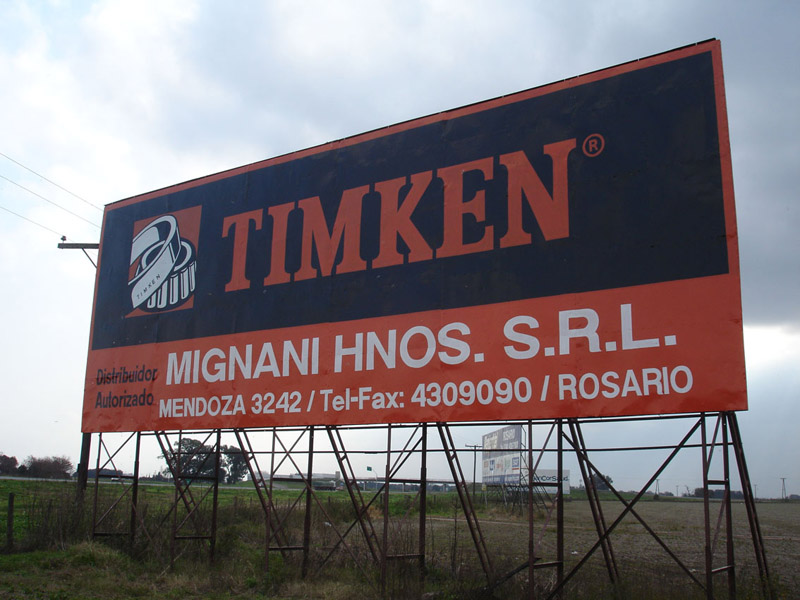 TIMKEN®
TIMKEN
Distribuidor
Autorizado
MIGNANI HNOS. S.R.L.
MENDOZA 3242 / Tel-Fax: 4309090 / ROSARIO